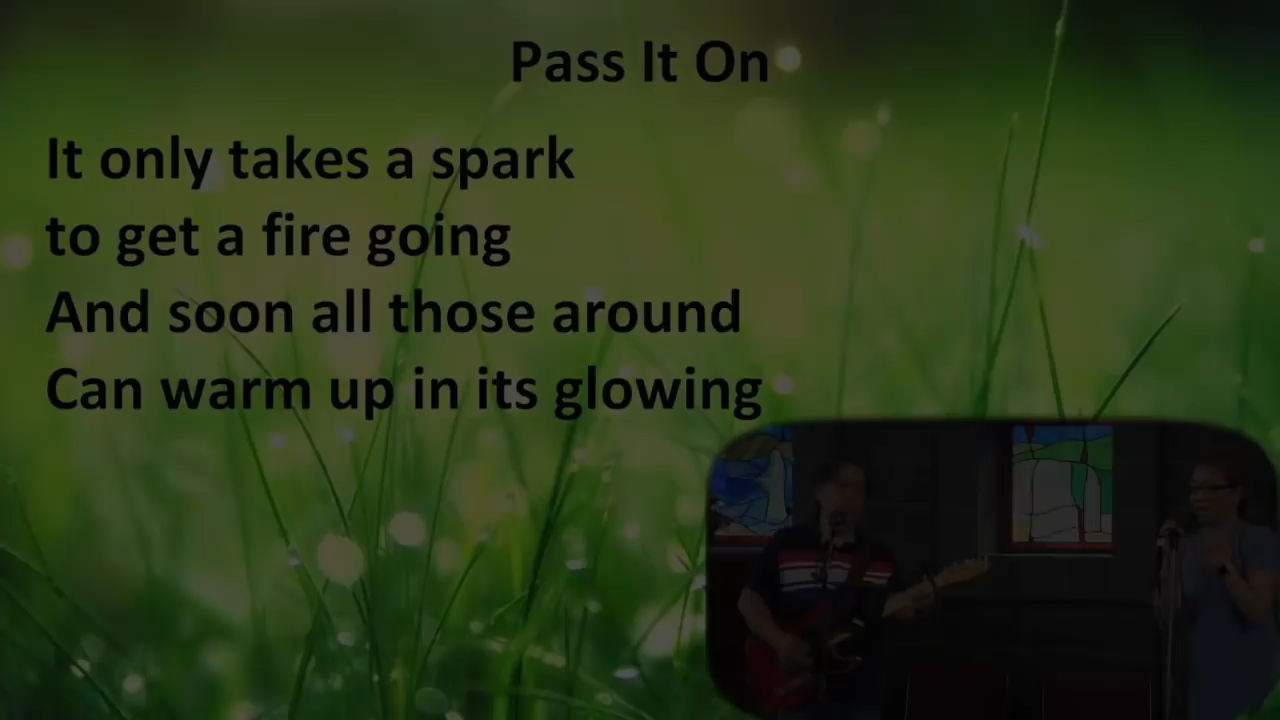 Pass It On
It only takes a spark
to get a fire going
And soon all those around
Can warm up in its glowing